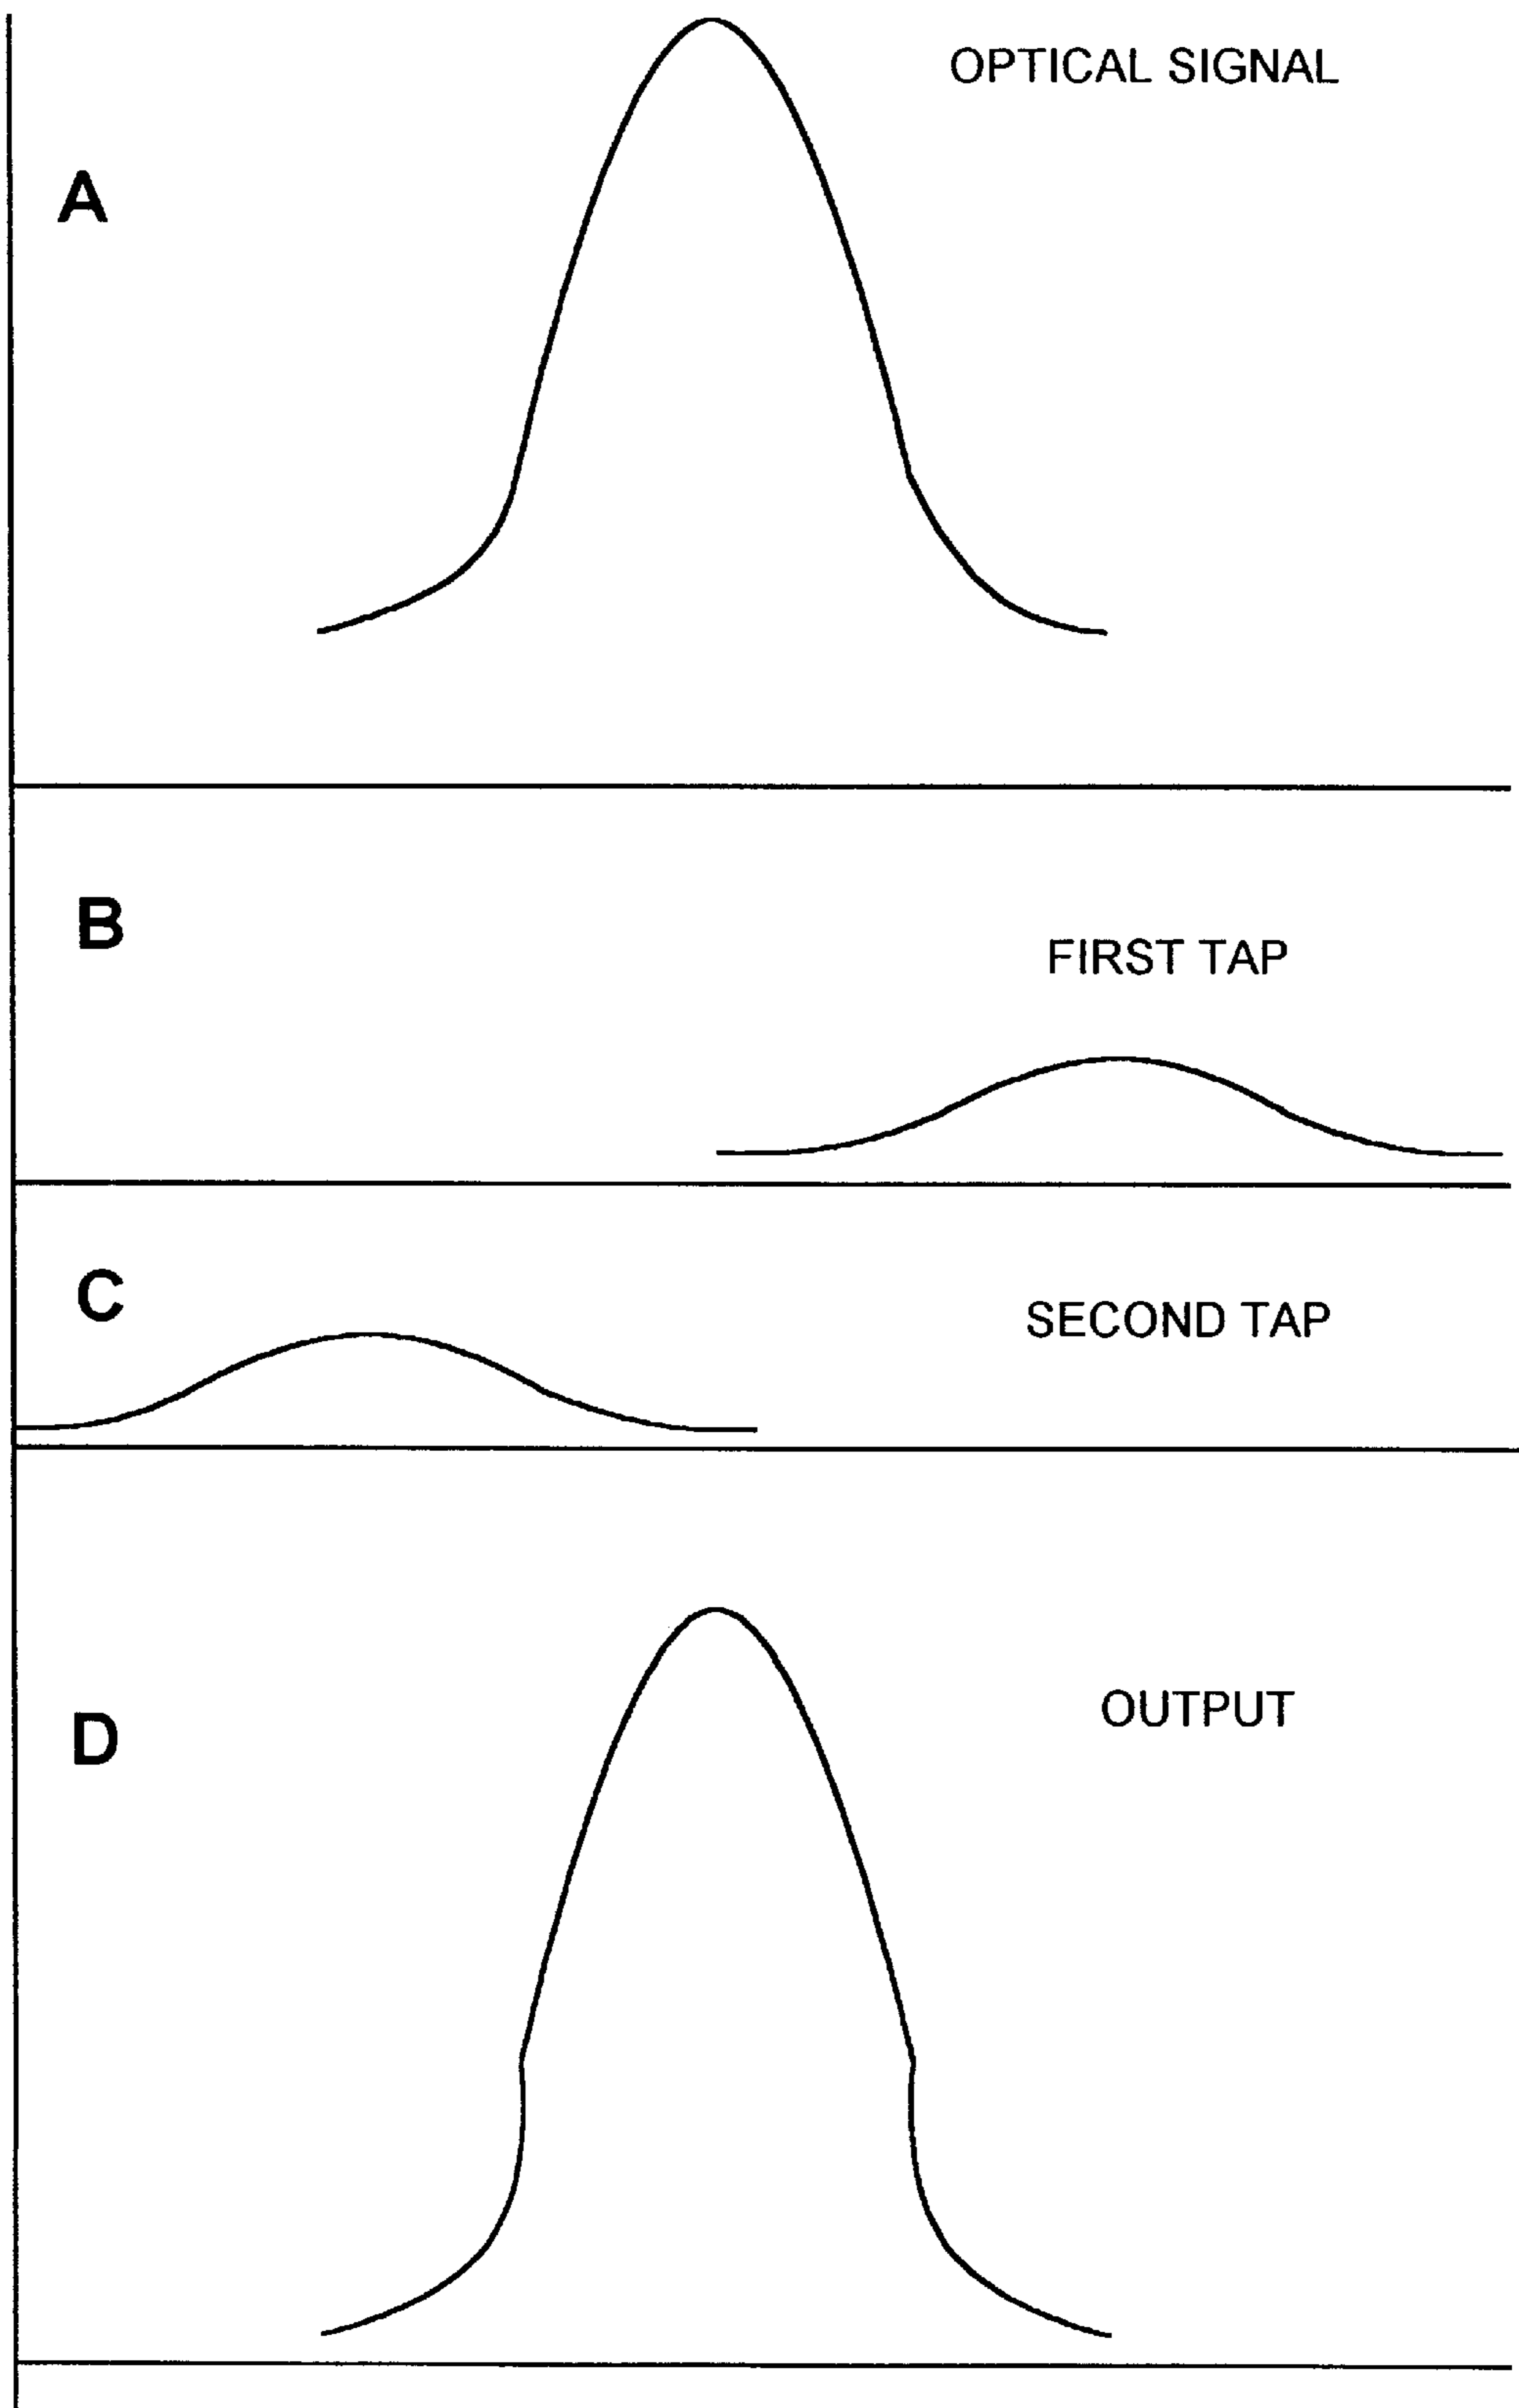 OPTICAL SIGNAL
A
B
FIRST TAP
C
SECOND TAP
OUTPUT
D